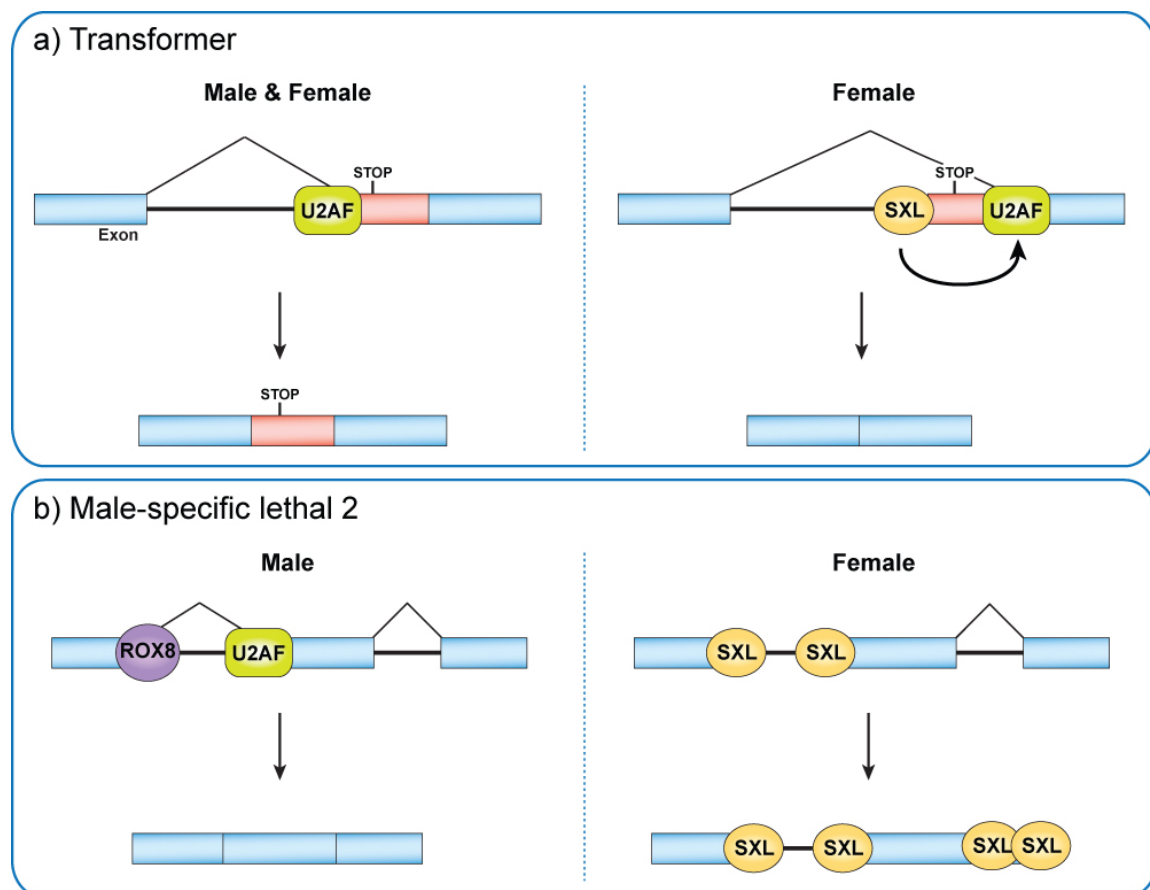 a) Transformer
Male & Female
Female
STOP
U2AF
Exon
STOP
SXL
U2AF
STOP
b) Male-specific lethal 2
Male
Female
ROX8
U2AF
SXL
SXL
SXL
SXL
SXL
SXL